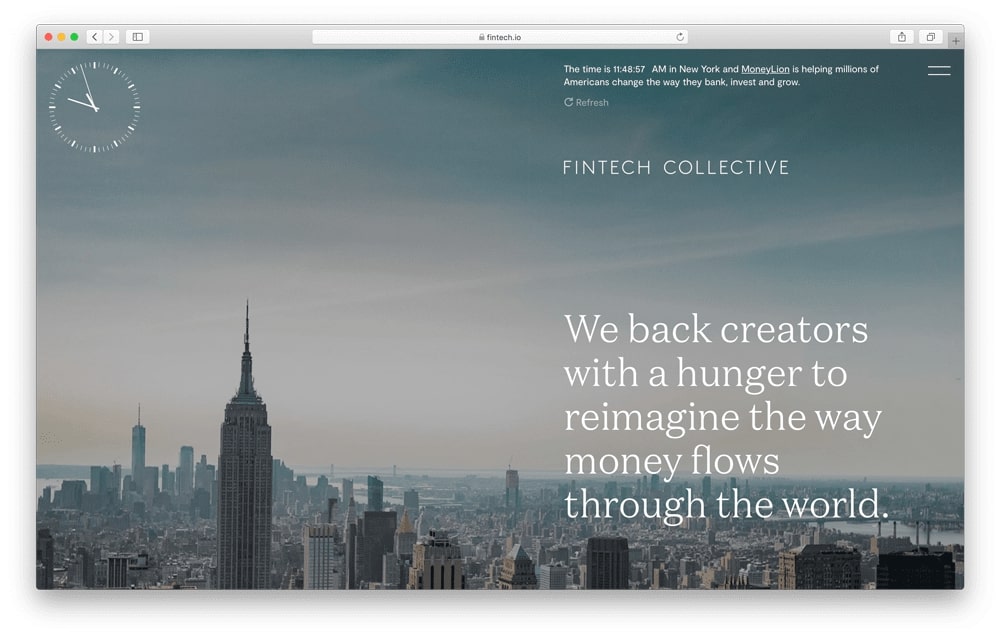 fintech.io
The time is 11:48:57 AM in New York and MoneyLion is helping millions of
Americans change the way they bank, invest and grow.
Refresh
FINTECH COLLECTIVE
We back creators
with a hunger to
reimagine the way
money flows
through the world.